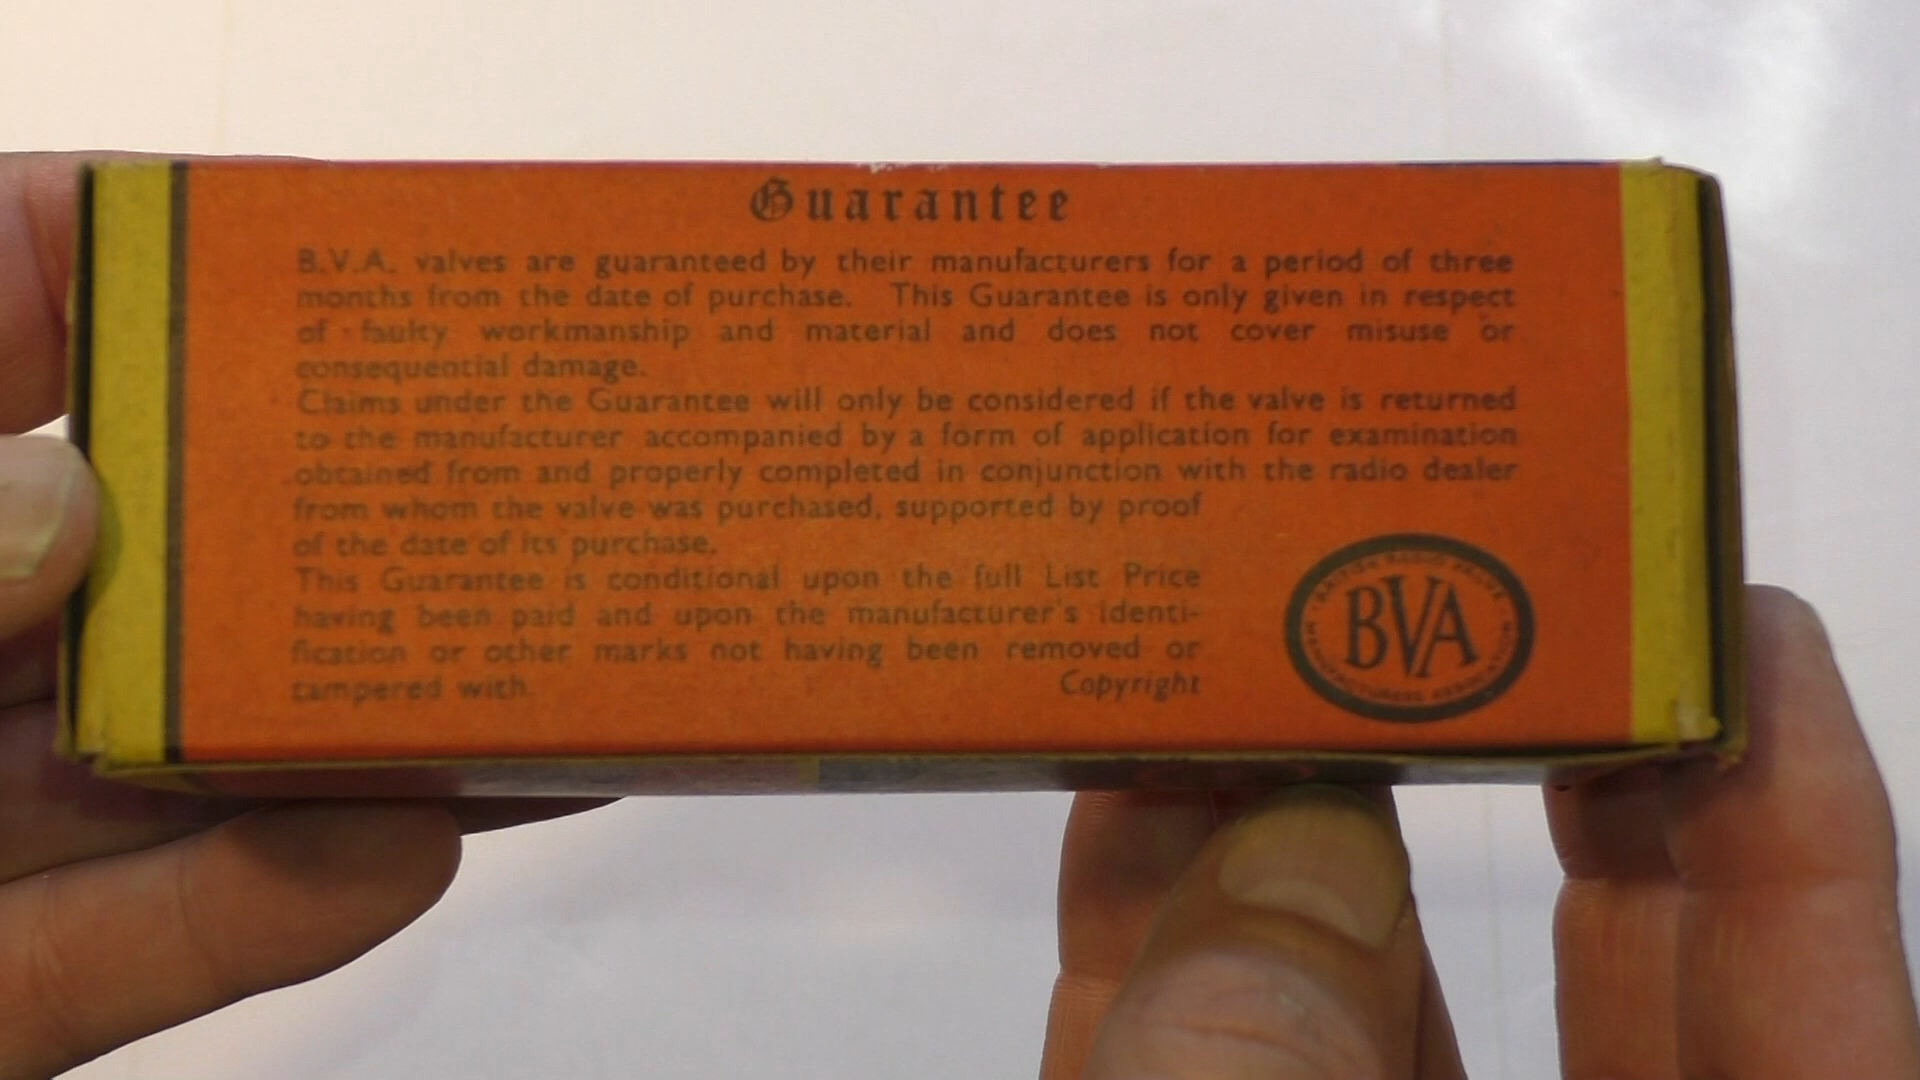 Guarantee
B.V.A. valves are guaranteed by their manufacturers for a period of three
months from the date of purchase. This Guarantee is only given in respect
of faulty workmanship and material and does not cover misuse or
consequential damage.
Claims under the Guarantee will only be considered if the valve is returned
to the manufacturer accompanied by a form of application for examination
obtained from and properly completed in conjunction with the radio dealer
from whom the valve was purchased, supported by proof
of the date of its purchase.
This Guarantee is conditional upon the full List Price
having been paid and upon the manufacturer's identi-
fication or other marks not having been removed or
tampered with.
Copyright
BRITISH RADIO VALVE
BVA
MANUFACTURERS ASSOCIATION